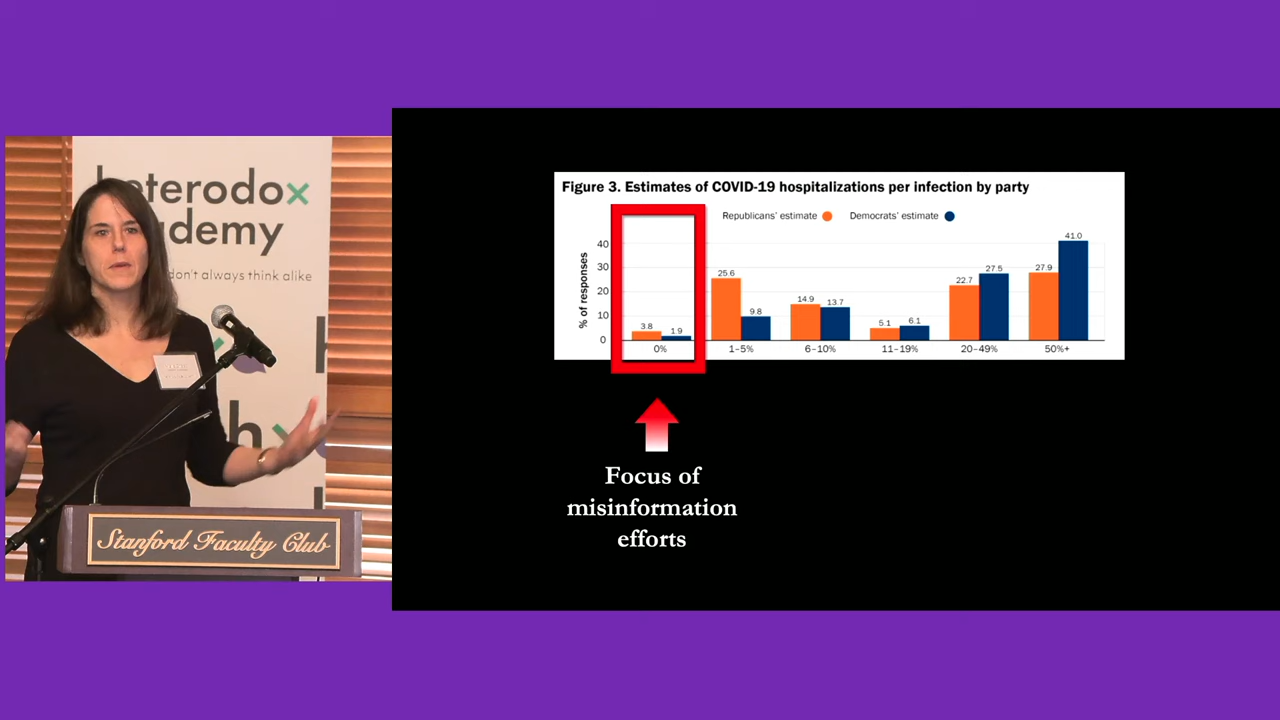 heterodox
academy
don't always think alike
h
Stanford Faculty Club
Figure 3. Estimates of COVID-19 hospitalizations per infection by party
Republicans' estimate
Democrats' estimate
% of responses
40
30
20
10
0
3.8
1.9
25.6
9.8
14.9
13.7
5.1
6.1
22.7
27.5
27.9
41.0
0%
1–5%
6–10%
11–19%
20–49%
50%+
Focus of
misinformation
efforts